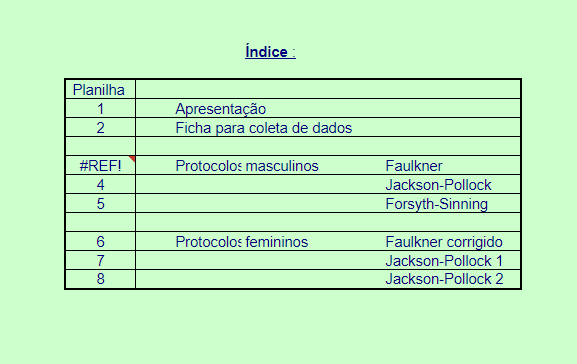 Índice :
Planilha
1 Apresentação
2 Ficha para coleta de dados
#REF! Protocolos masculinos Faulkner
4 Jackson-Pollock
5 Forsyth-Sinning
6 Protocolos femininos Faulkner corrigido
7 Jackson-Pollock 1
8 Jackson-Pollock 2